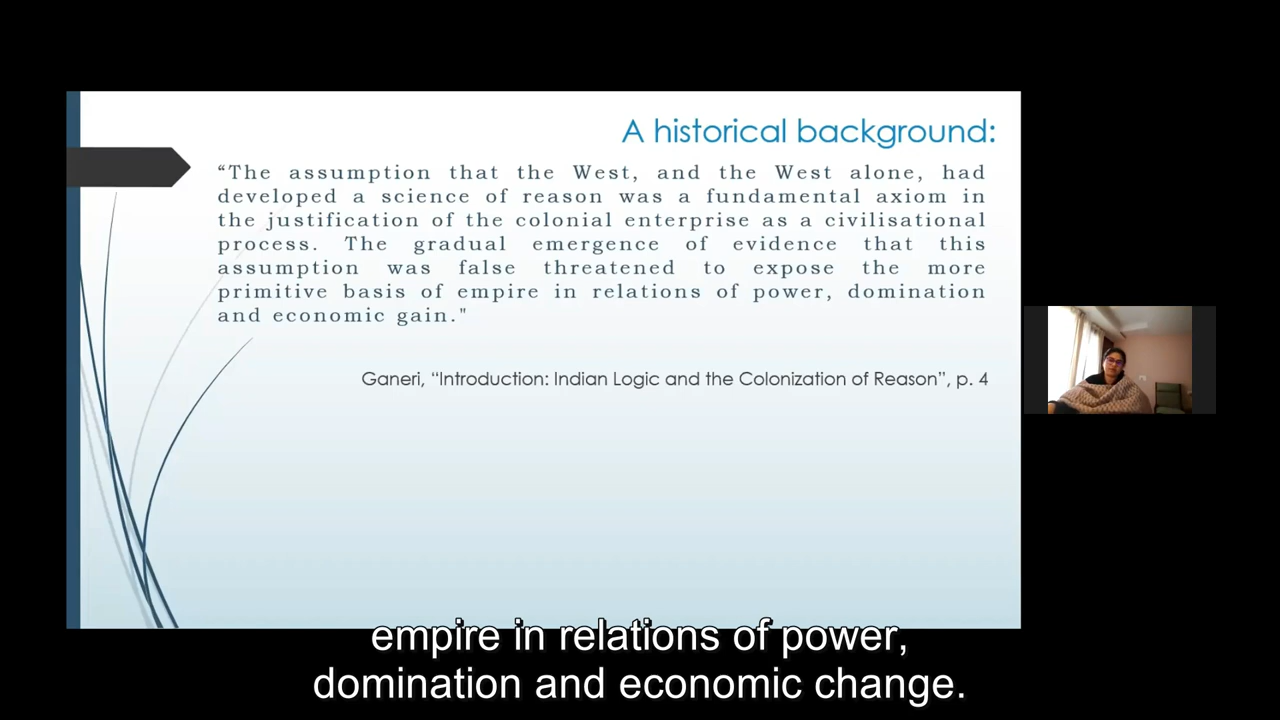 A historical background:
“The assumption that the West, and the West alone, had
developed a science of reason was a fundamental axiom in
the justification of the colonial enterprise as a civilisational
process. The gradual emergence of evidence that this
assumption was false threatened to expose the more
primitive basis of empire in relations of power, domination
and economic gain."
Ganeri, “Introduction: Indian Logic and the Colonization of Reason”, p. 4
empire in relations of power,
domination and economic change.